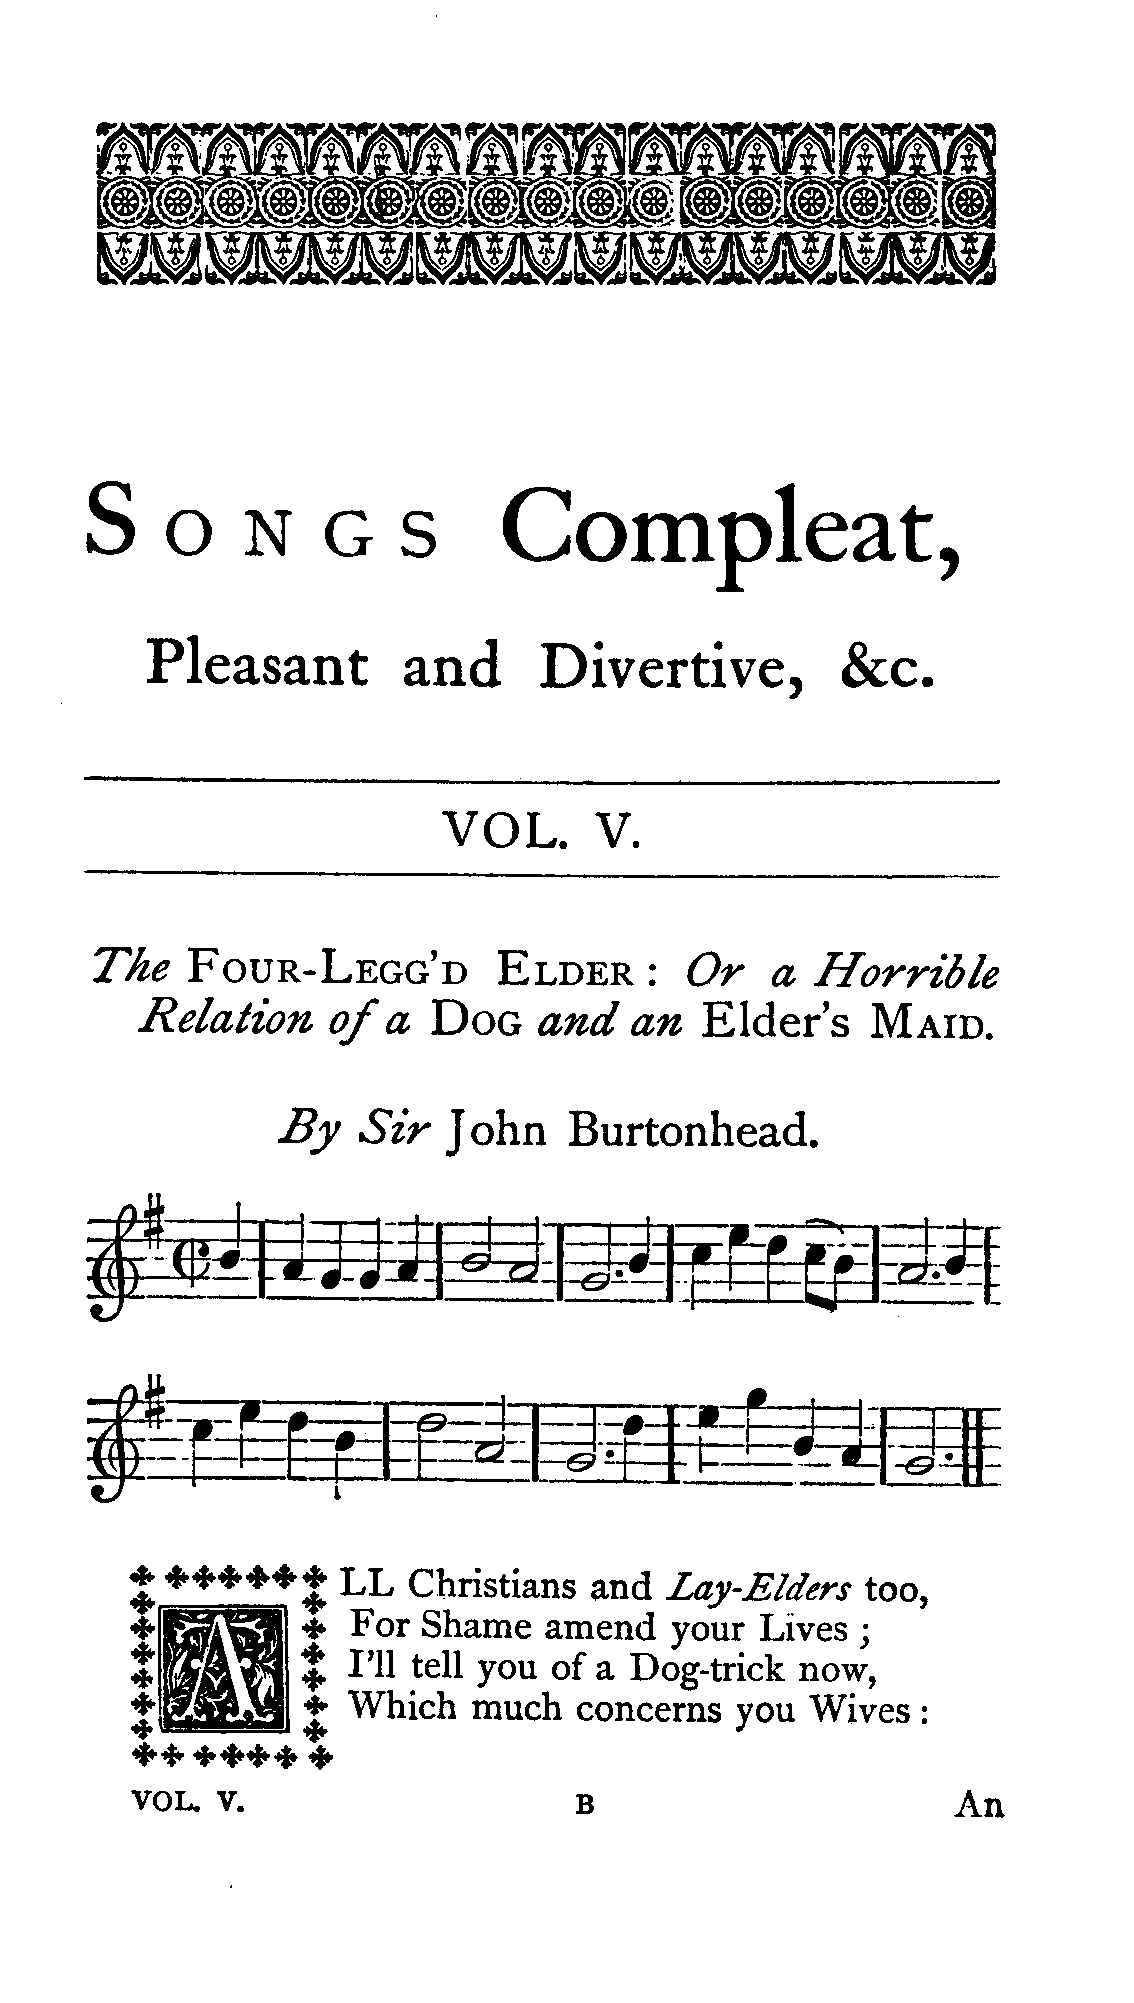 SONGS Compleat,
Pleasant and Divertive, &c.
VOL. V.
The FOUR-LEGG'D ELDER: Or a Horrible
Relation of a DOG and an Elder's MAID.
By Sir John Burtonhead.
ALL Christians and Lay-Elders too,
For Shame amend your Lives;
I'll tell you of a Dog-trick now,
Which much concerns you Wives:
VOL. V. B An